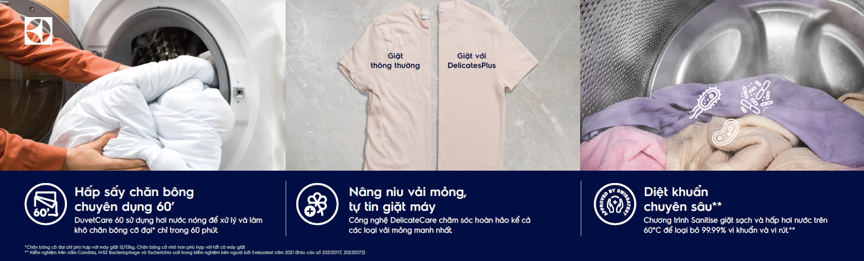 Giặt
thông thường
Giặt với
DelicatesPlus
60'
Hấp sấy chăn bông
chuyên dụng 60’
DuvetCare 60 sử dụng hơi nước nóng để xử lý và làm
khô chăn bông cỡ đại* chỉ trong 60 phút.
Nâng niu vải mỏng,
tự tin giặt máy
Công nghệ DelicateCare chăm sóc hoàn hảo kể cả
các loại vải mỏng manh nhất.
APPROVED BY SWISSATEST
Diệt khuẩn
chuyên sâu**
Chương trình Sanitise giặt sạch và hấp hơi nước trên
60°C để loại bỏ 99.99% vi khuẩn và vi rút.**
*Chăn bông cỡ đại chỉ phù hợp với máy giặt 12/13kg. Chăn bông cỡ nhỏ hơn phù hợp với tất cả máy giặt
** Kiểm nghiệm trên nấm Candida, MS2 Bacteriophage và Escherichia coli trong kiểm nghiệm bên ngoài bởi Swissatest năm 2021 (Báo cáo số 20212017, 20232072)